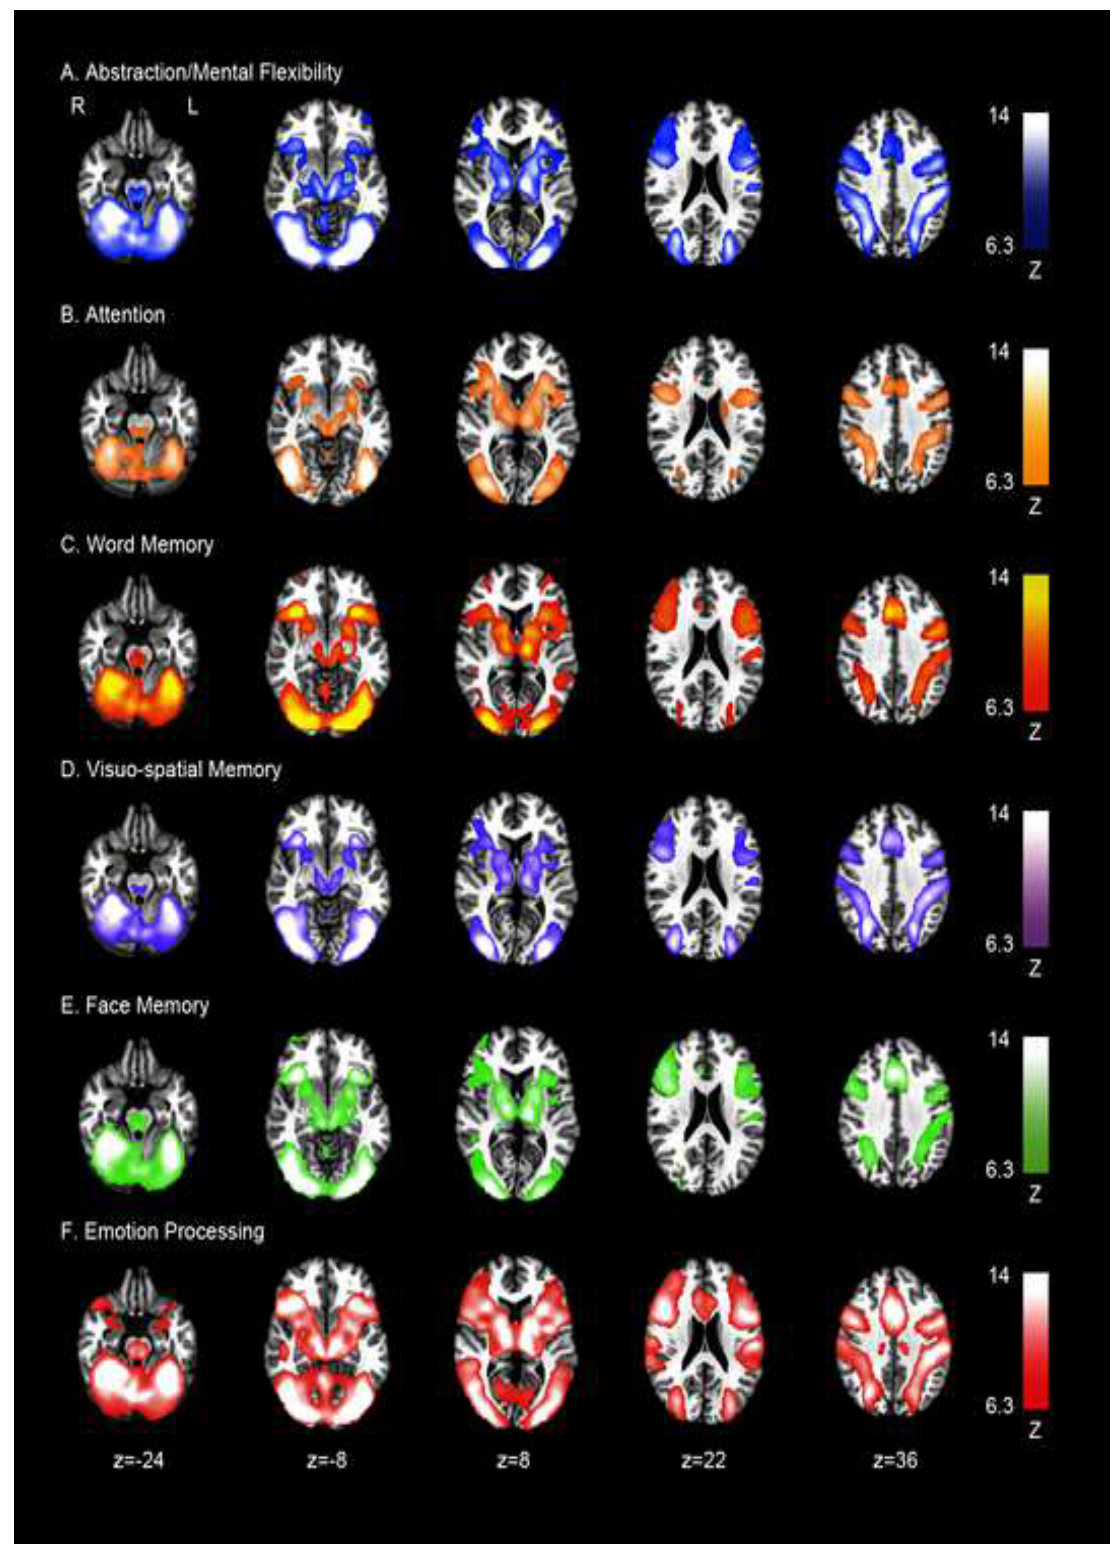 A. Abstraction/Mental Flexibility
R L
14
6.3
Z
B. Attention
14
6.3
Z
C. Word Memory
14
6.3
Z
D. Visuo-spatial Memory
14
6.3
Z
E. Face Memory
14
6.3
Z
F. Emotion Processing
14
6.3
Z
z=-24 z=-8 z=8 z=22 z=36